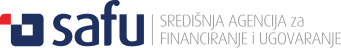 safu
SREDIŠNJA AGENCIJA za
FINANCIRANJE i UGOVARANJE